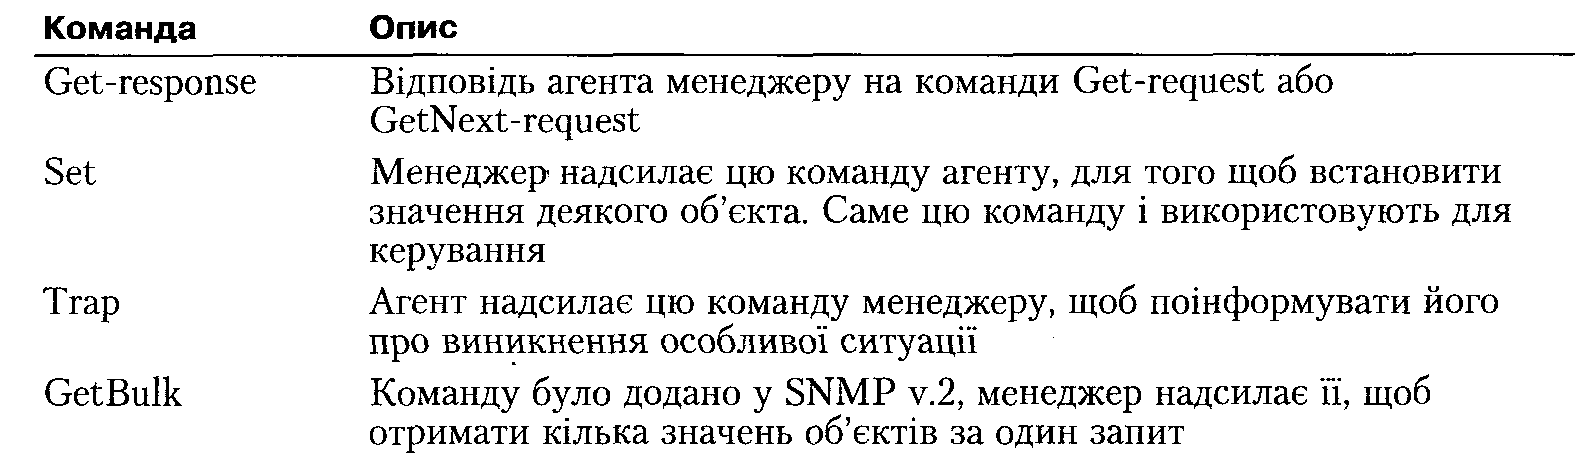 Команда Опис
Get-response Відповідь агента менеджеру на команди Get-request або
GetNext-request
Set Менеджер надсилає цю команду агенту, для того щоб встановити
значення деякого об’єкта. Саме цю команду і використовують для
керування
Trap Агент надсилає цю команду менеджеру, щоб поінформувати його
про виникнення особливої ситуації
GetBulk Команду було додано у SNMP v.2, менеджер надсилає її, щоб
отримати кілька значень об’єктів за один запит